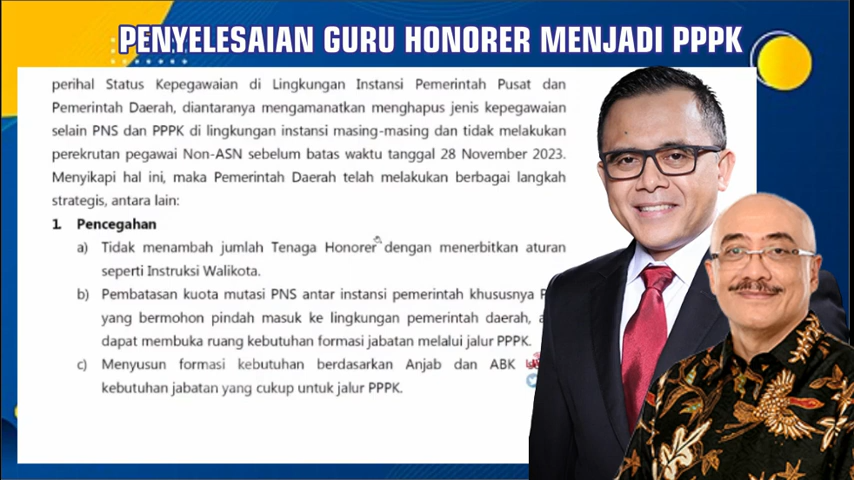 PENYELESAIAN GURU HONORER MENJADI PPPK
perihal Status Kepegawaian di Lingkungan Instansi Pemerintah Pusat dan
Pemerintah Daerah, diantaranya mengamanatkan menghapus jenis kepegawaian
selain PNS dan PPPK di lingkungan instansi masing-masing dan tidak melakukan
perekrutan pegawai Non-ASN sebelum batas waktu tanggal 28 November 2023.
Menyikapi hal ini, maka Pemerintah Daerah telah melakukan berbagai langkah
strategis, antara lain:
1. Pencegahan
a) Tidak menambah jumlah Tenaga Honorer dengan menerbitkan aturan
seperti Instruksi Walikota.
b) Pembatasan kuota mutasi PNS antar instansi pemerintah khususnya
yang bermohon pindah masuk ke lingkungan pemerintah daerah,
dapat membuka ruang kebutuhan formasi jabatan melalui jalur PPPK.
c) Menyusun formasi kebutuhan berdasarkan Anjab dan ABK
kebutuhan jabatan yang cukup untuk jalur PPPK.